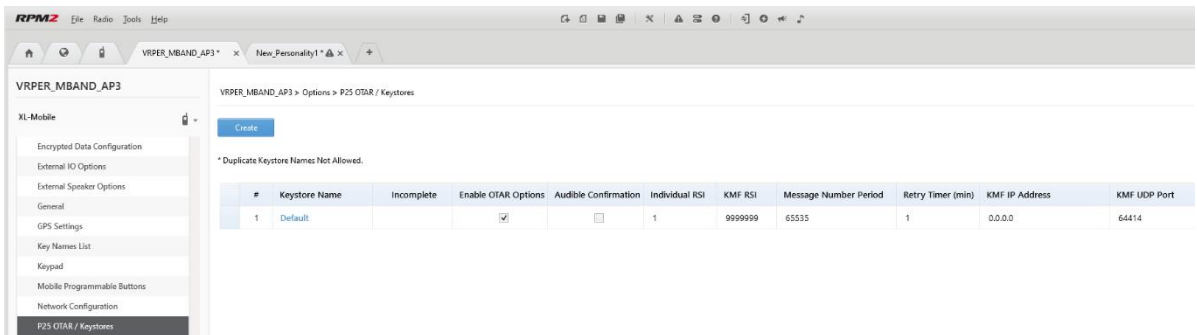 RPM2 File Radio Tools Help
VRPER_MBAND_AP3 * x New_Personality1 * x +
VRPER_MBAND_AP3
XL-Mobile
Encrypted Data Configuration
External IO Options
External Speaker Options
General
GPS Settings
Key Names List
Keypad
Mobile Programmable Buttons
Network Configuration
P25 OTAR / Keystores
VRPER_MBAND_AP3 > Options > P25 OTAR / Keystores
Create
* Duplicate Keystore Names Not Allowed.
# Keystore Name Incomplete Enable OTAR Options Audible Confirmation Individual RSI KMF RSI Message Number Period Retry Timer (min) KMF IP Address KMF UDP Port
1 Default 1 9999999 65535 1 0.0.0.0 64414